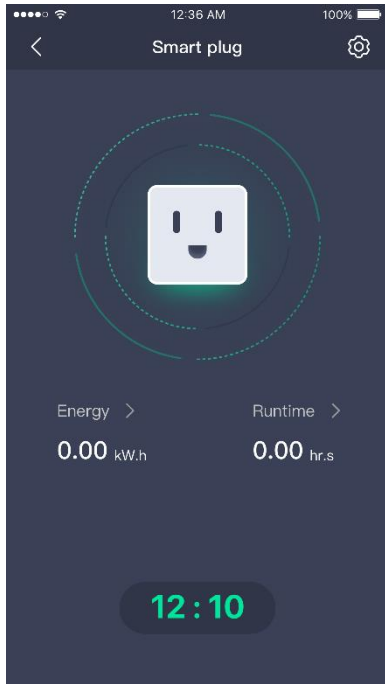 12:36 AM 100%
Smart plug
Energy Runtime
0.00 kW.h 0.00 hr.s
12:10